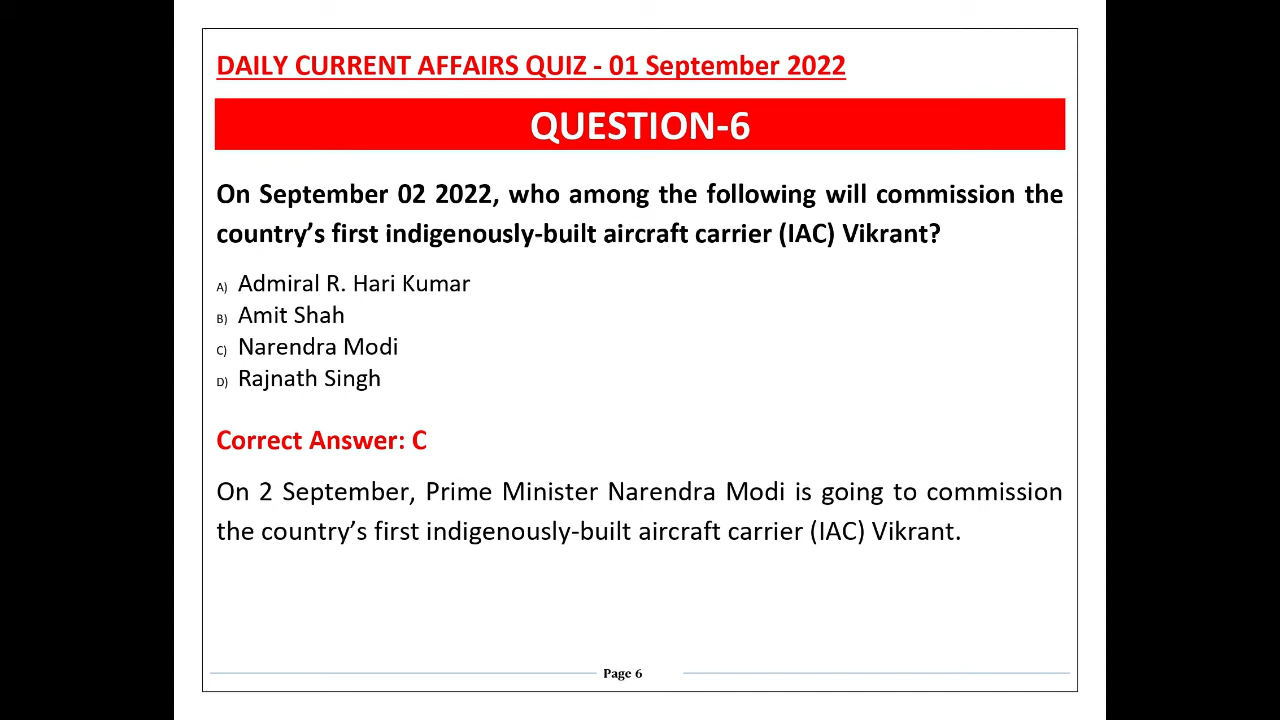 DAILY CURRENT AFFAIRS QUIZ - 01 September 2022
QUESTION-6
On September 02 2022, who among the following will commission the
country’s first indigenously-built aircraft carrier (IAC) Vikrant?
A) Admiral R. Hari Kumar
B) Amit Shah
C) Narendra Modi
D) Rajnath Singh
Correct Answer: C
On 2 September, Prime Minister Narendra Modi is going to commission
the country’s first indigenously-built aircraft carrier (IAC) Vikrant.
Page 6